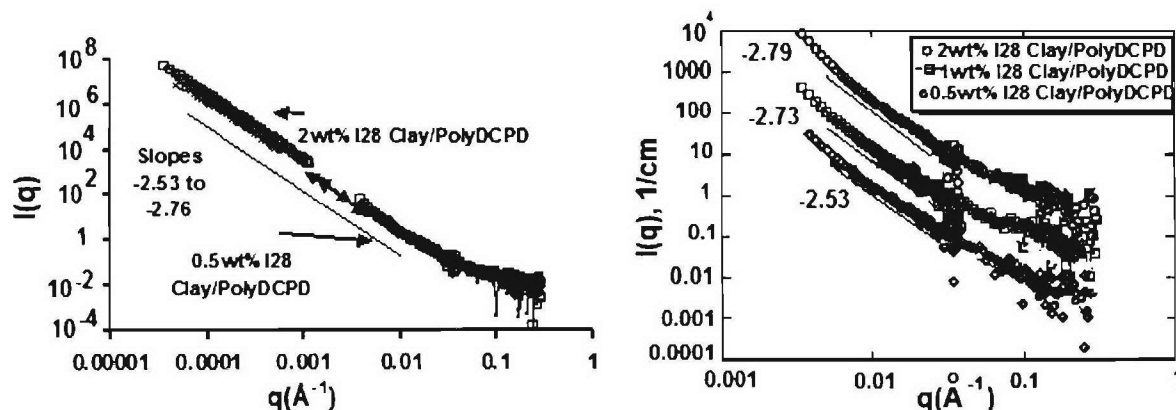 10^8
10^6
10^4
10^2
1
10^-2
10^-4
I(q)
2wt% I28 Clay/PolyDCPD
Slopes
-2.53 to
-2.76
0.5wt% I28
Clay/PolyDCPD
0.00001 0.0001 0.001 0.01 0.1 1
q(Å^-1)
10^4
1000
100
10
1
0.1
0.01
0.001
0.0001
I(q), 1/cm
2wt% I28 Clay/PolyDCPD
1wt% I28 Clay/PolyDCPD
0.5wt% I28 Clay/PolyDCPD
-2.79
-2.73
-2.53
0.001 0.01 0.1 1
q(Å^-1)